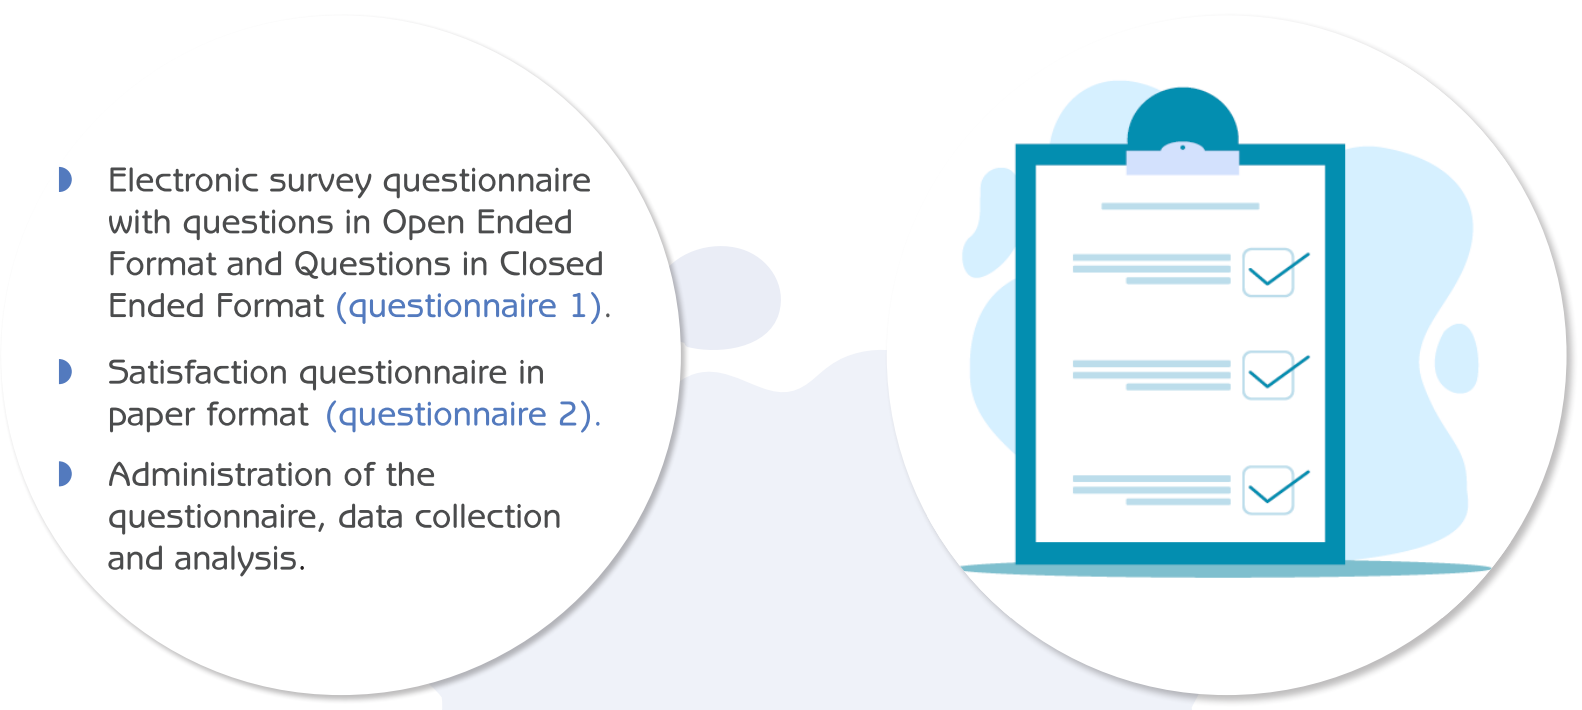 Electronic survey questionnaire
with questions in Open Ended
Format and Questions in Closed
Ended Format (questionnaire 1).
Satisfaction questionnaire in
paper format (questionnaire 2).
Administration of the
questionnaire, data collection
and analysis.